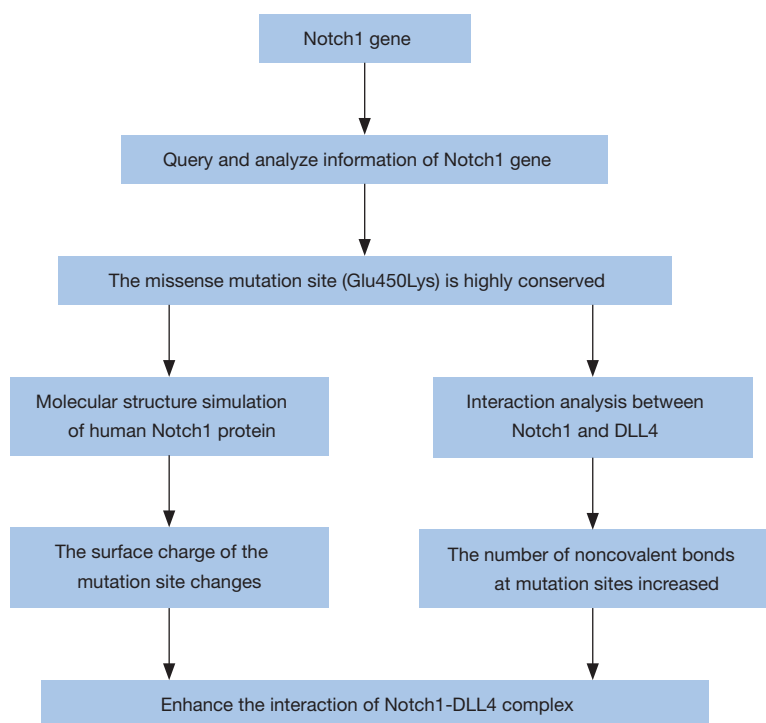 Notch1 gene
Query and analyze information of Notch1 gene
The missense mutation site (Glu450Lys) is highly conserved
Molecular structure simulation
of human Notch1 protein
Interaction analysis between
Notch1 and DLL4
The surface charge of the
mutation site changes
The number of noncovalent bonds
at mutation sites increased
Enhance the interaction of Notch1-DLL4 complex